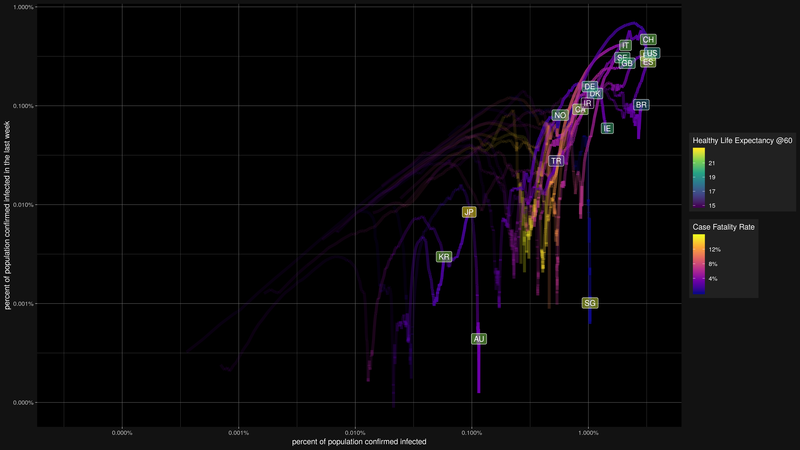 1.000%
0.100%
0.010%
0.001%
0.000%
percent of population confirmed infected in the last week
CH
IT
US
SE
ES
GB
DE
DK
IR
BR
CA
NO
IE
TR
JP
KR
SG
AU
Healthy Life Expectancy @60
21
19
17
15
Case Fatality Rate
12%
8%
4%
0.000%
0.001%
0.010%
0.100%
1.000%
percent of population confirmed infected